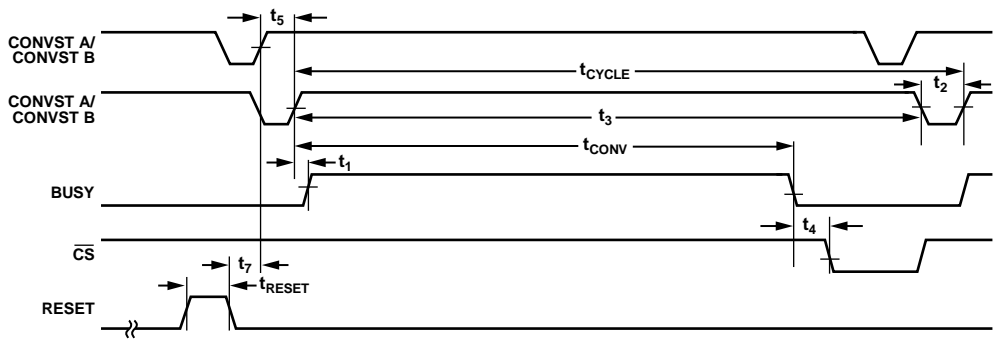 t5
CONVST A/
CONVST B
tCYCLE
t2
CONVST A/
CONVST B
t3
tCONV
t1
BUSY
t4
CS
t7
tRESET
RESET